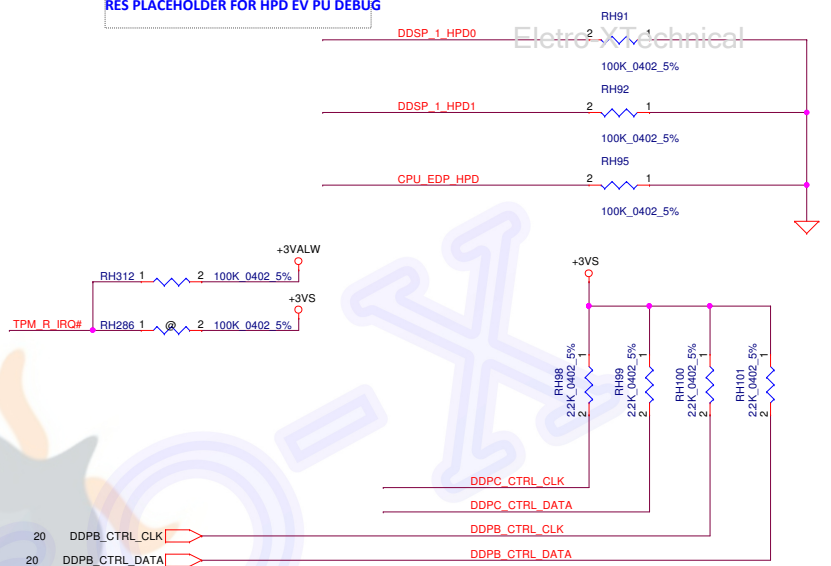 RES PLACEHOLDER FOR HPD EV PU DEBUG
RH91
DDSP_1_HPD0
2 1
Eletro-XTechnical
100K_0402_5%
RH92
DDSP_1_HPD1
2 1
100K_0402_5%
RH95
CPU_EDP_HPD
2 1
100K_0402_5%
+3VALW
RH312 1 2 100K_0402_5%
+3VS
TPM_R_IRQ# RH286 1 @ 2 100K_0402_5%
+3VS
RH98 2.2K_0402_5% 1 2
RH99 2.2K_0402_5% 1 2
RH100 2.2K_0402_5% 1 2
RH101 2.2K_0402_5% 1 2
DDPC_CTRL_CLK
DDPC_CTRL_DATA
20 DDPB_CTRL_CLK DDPB_CTRL_CLK
20 DDPB_CTRL_DATA DDPB_CTRL_DATA